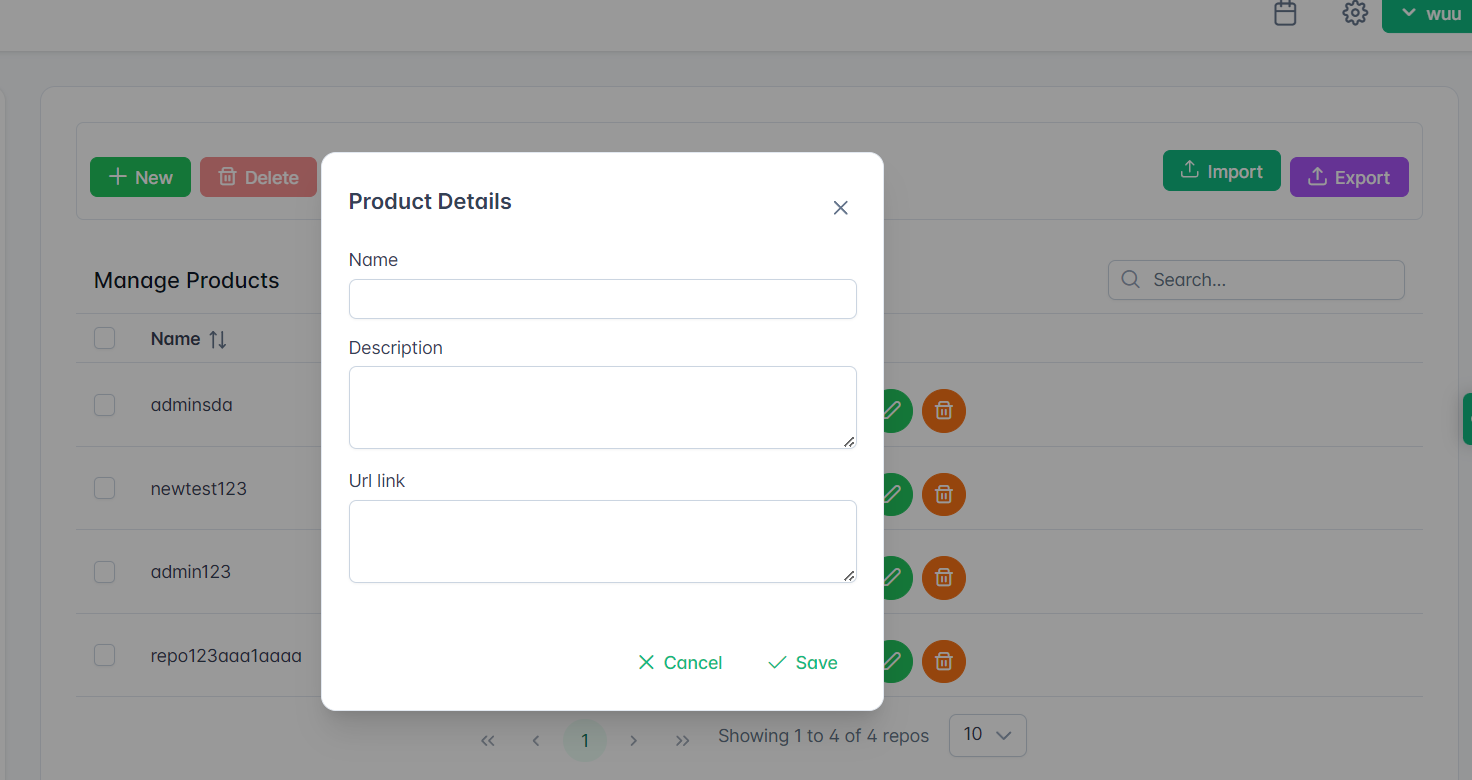 wuu
New
Delete
Import
Export
Product Details
Name
Description
Url link
Cancel
Save
Manage Products
Search...
Name
adminsda
newtest123
admin123
repo123aaa1aaaa
1
Showing 1 to 4 of 4 repos
10